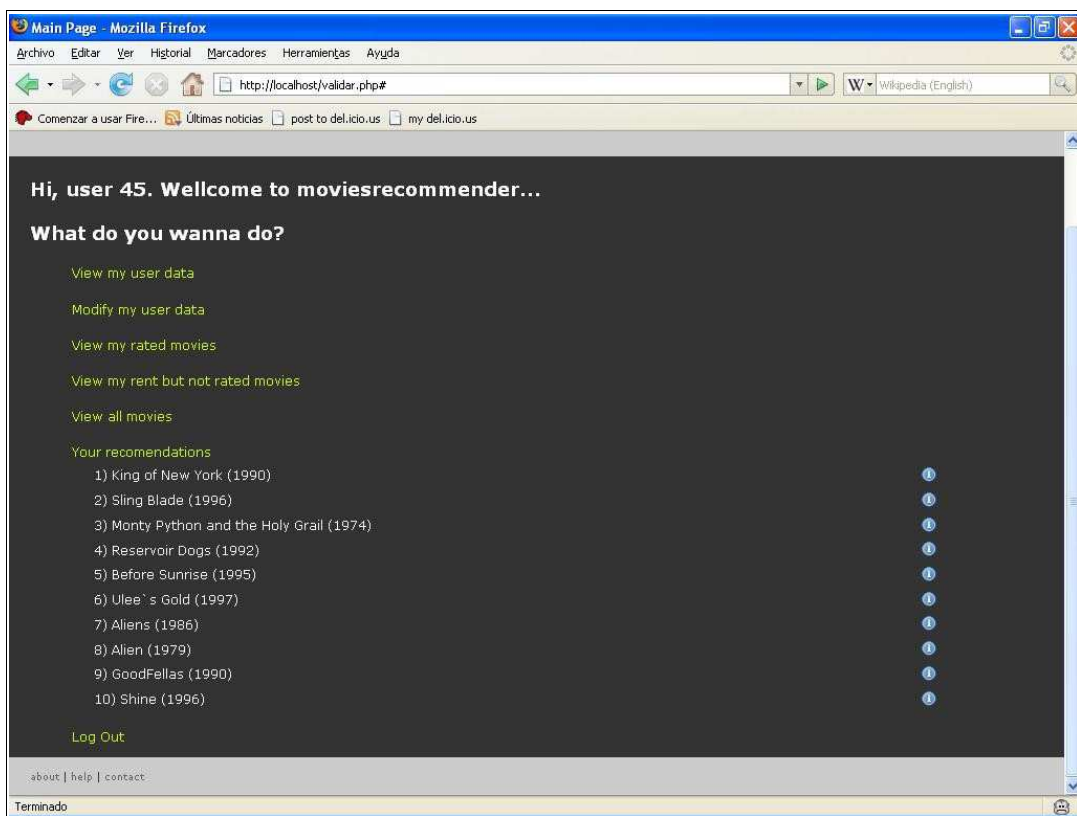 Main Page - Mozilla Firefox
Archivo Editar Ver Historial Marcadores Herramientas Ayuda
http://localhost/validar.php#
W Wikipedia (English)
Comenzar a usar Fire... Últimas noticias post to del.icio.us my del.icio.us
Hi, user 45. Wellcome to moviesrecommender...
What do you wanna do?
View my user data
Modify my user data
View my rated movies
View my rent but not rated movies
View all movies
Your recomendations
1) King of New York (1990)
2) Sling Blade (1996)
3) Monty Python and the Holy Grail (1974)
4) Reservoir Dogs (1992)
5) Before Sunrise (1995)
6) Ulee`s Gold (1997)
7) Aliens (1986)
8) Alien (1979)
9) GoodFellas (1990)
10) Shine (1996)
Log Out
about | help | contact
Terminado